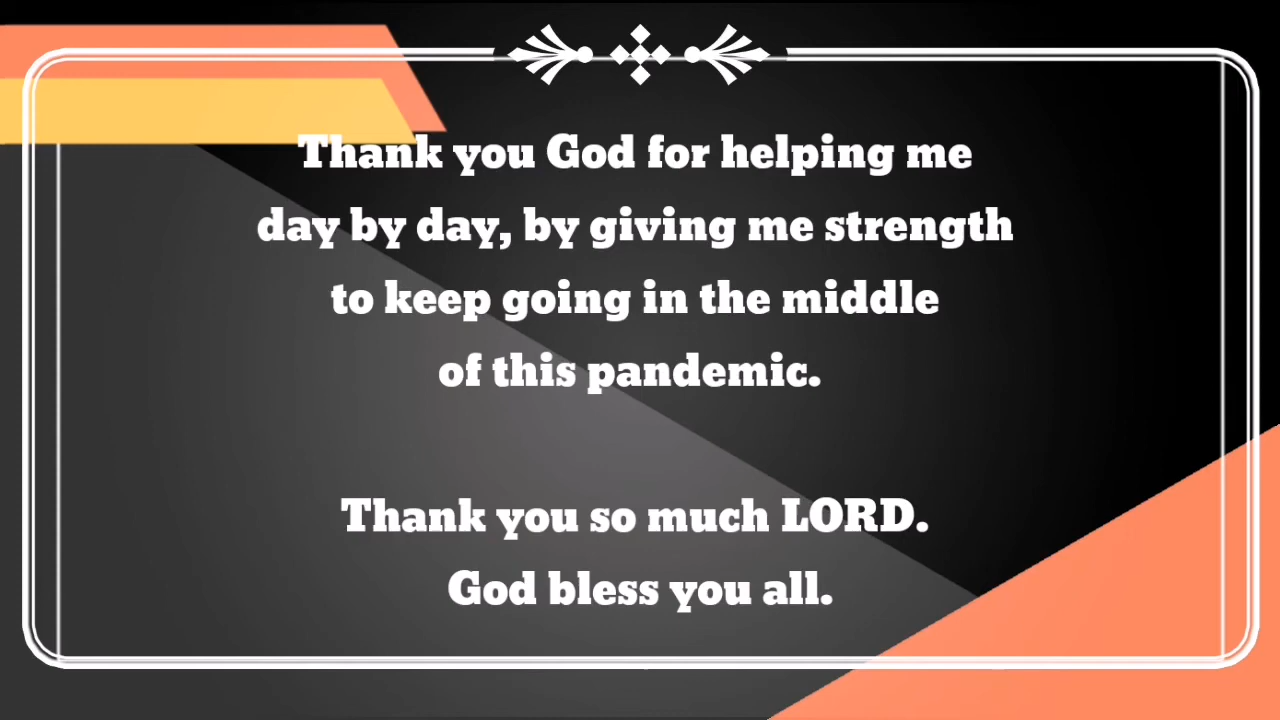 Thank you God for helping me
day by day, by giving me strength
to keep going in the middle
of this pandemic.
Thank you so much LORD.
God bless you all.